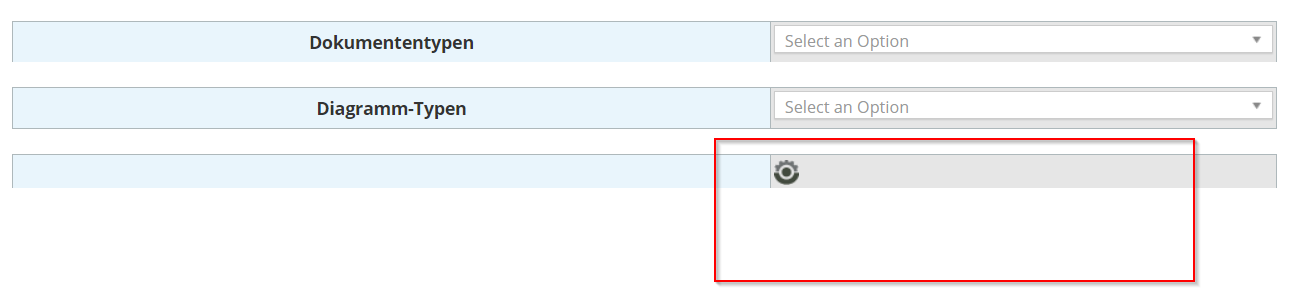 Dokumententypen
Select an Option
Diagramm-Typen
Select an Option